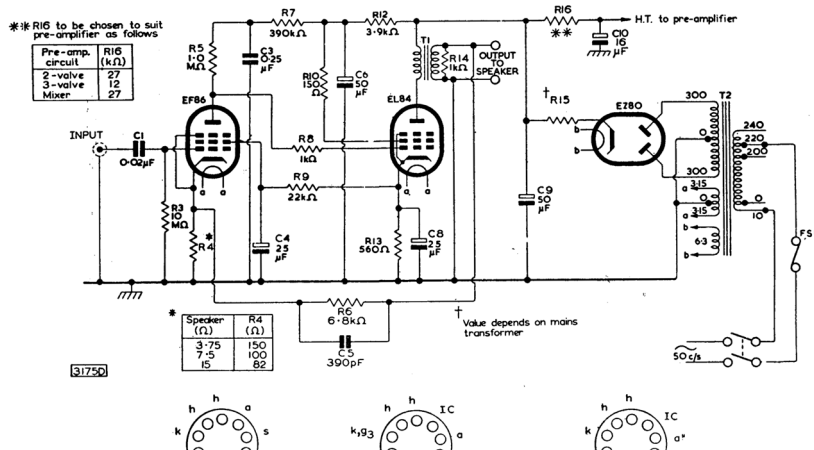 ** R16 to be chosen to suit
pre-amplifier as follows
Pre-amp. circuit R16 (kΩ)
2-valve 27
3-valve 12
Mixer 27
R7
390kΩ
R12
3·9kΩ
R16
**
H.T. to pre-amplifier
C10
16
µF
R5
1·0
MΩ
C3
0·25
µF
R10
150
Ω
C6
50
µF
T1
R14
1kΩ
OUTPUT
TO
SPEAKER
EF86
EL84
† R15
EZ80
b
b
300
0
300
T2
240
220
200
0
10
a 3·15
0
a 3·15
b
6·3
b
INPUT
C1
0·02µF
R8
1kΩ
R9
22kΩ
a a
a a
R3
10
MΩ
*
R4
C4
25
µF
R13
560Ω
C8
25
µF
C9
50
µF
F.S
50 c/s
R6
6·8kΩ
C5
390pF
† Value depends on mains
transformer
*
Speaker (Ω) R4 (Ω)
3·75 150
7·5 100
15 82
3175D
h h a
k s
h h IC
k,g3 a
h h IC
k a"